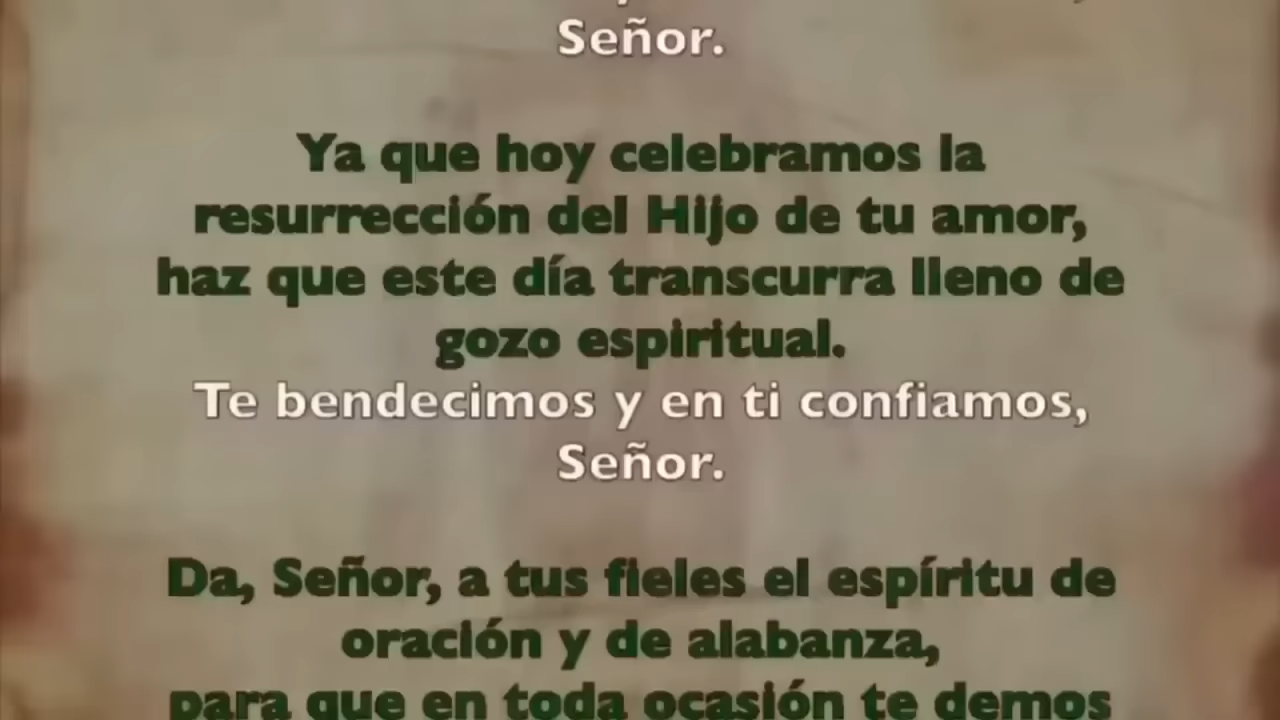 Señor.
Ya que hoy celebramos la
resurrección del Hijo de tu amor,
haz que este día transcurra lleno de
gozo espiritual.
Te bendecimos y en ti confiamos,
Señor.
Da, Señor, a tus fieles el espíritu de
oración y de alabanza,
para que en toda ocasión te demos